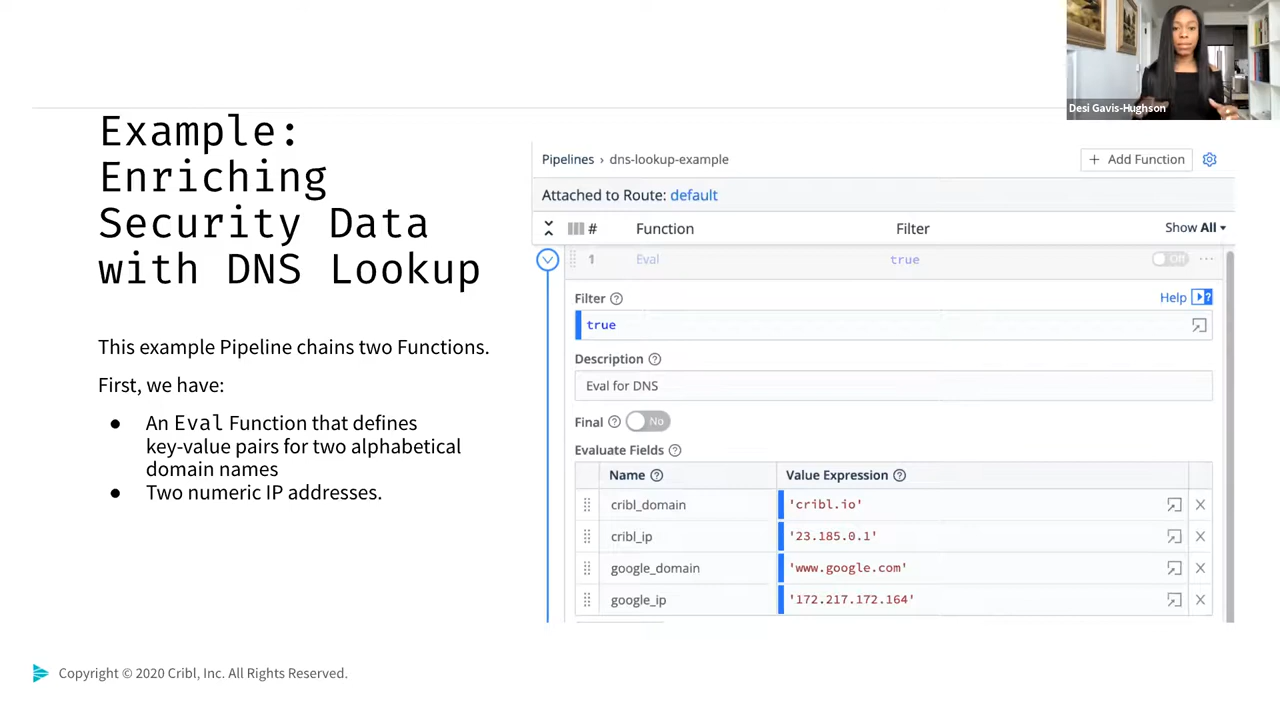 Desi Gavis-Hughson
Example:
Enriching
Security Data
with DNS Lookup
This example Pipeline chains two Functions.
First, we have:
● An Eval Function that defines
key-value pairs for two alphabetical
domain names
● Two numeric IP addresses.
Pipelines › dns-lookup-example
+ Add Function
Attached to Route: default
# Function Filter Show All
1 Eval true Off ...
Filter ? Help ?
true
Description ?
Eval for DNS
Final ? No
Evaluate Fields ?
Name ? Value Expression ?
cribl_domain 'cribl.io' X
cribl_ip '23.185.0.1' X
google_domain 'www.google.com' X
google_ip '172.217.172.164' X
Copyright © 2020 Cribl, Inc. All Rights Reserved.